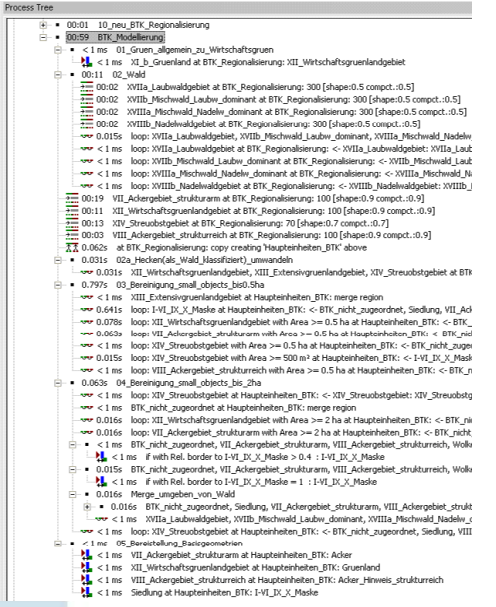 Process Tree
00:01 10_neu_BTK_Regionalisierung
00:59 BTK_Modellierung
< 1 ms 01_Gruen_allgemein_zu_Wirtschaftsgruen
< 1 ms XI_b_Gruenland at BTK_Regionalisierung: XII_Wirtschaftsgruenlandgebiet
00:11 02_Wald
00:02 XVIIa_Laubwaldgebiet at BTK_Regionalisierung: 300 [shape:0.5 compct.:0.5]
00:02 XVIIb_Mischwald_Laubw_dominant at BTK_Regionalisierung: 300 [shape:0.5 compct.:0.5]
00:02 XVIIIa_Mischwald_Nadelw_dominant at BTK_Regionalisierung: 300 [shape:0.5 compct.:0.5]
00:02 XVIIIb_Nadelwaldgebiet at BTK_Regionalisierung: 300 [shape:0.5 compct.:0.5]
0.015s loop: XVIIa_Laubwaldgebiet, XVIIb_Mischwald_Laubw_dominant, XVIIIa_Mischwald_Nadelw
< 1 ms loop: XVIIa_Laubwaldgebiet at BTK_Regionalisierung: <- XVIIa_Laubwaldgebiet: XVIIa_Laub
< 1 ms loop: XVIIb_Mischwald_Laubw_dominant at BTK_Regionalisierung: <- XVIIb_Mischwald_Laub
< 1 ms loop: XVIIIa_Mischwald_Nadelw_dominant at BTK_Regionalisierung: <- XVIIIa_Mischwald_Na
< 1 ms loop: XVIIIb_Nadelwaldgebiet at BTK_Regionalisierung: <- XVIIIb_Nadelwaldgebiet: XVIIIb_
00:19 VII_Ackergebiet_strukturarm at BTK_Regionalisierung: 100 [shape:0.9 compct.:0.9]
00:11 XII_Wirtschaftsgruenlandgebiet at BTK_Regionalisierung: 100 [shape:0.9 compct.:0.9]
00:13 XIV_Streuobstgebiet at BTK_Regionalisierung: 70 [shape:0.7 compct.:0.7]
00:03 VIII_Ackergebiet_strukturreich at BTK_Regionalisierung: 100 [shape:0.9 compct.:0.9]
0.062s at BTK_Regionalisierung: copy creating 'Haupteinheiten_BTK' above
0.031s 02a_Hecken(als_Wald_klassifiziert)_umwandeln
0.031s XII_Wirtschaftsgruenlandgebiet, XIII_Extensivgruenlandgebiet, XIV_Streuobstgebiet at BTK
0.797s 03_Bereinigung_small_objects_bis0.5ha
< 1 ms XIII_Extensivgruenlandgebiet at Haupteinheiten_BTK: merge region
0.641s loop: I-VI_IX_X_Maske at Haupteinheiten_BTK: <- BTK_nicht_zugeordnet, Siedlung, VII_Ack
0.078s loop: XII_Wirtschaftsgruenlandgebiet with Area >= 0.5 ha at Haupteinheiten_BTK: <- BTK_
0.063s loop: VII_Ackergebiet_strukturarm with Area >= 0.5 ha at Haupteinheiten_BTK: <- BTK_nich
< 1 ms loop: XIV_Streuobstgebiet with Area >= 0.5 ha at Haupteinheiten_BTK: <- BTK_nicht_zugeo
0.015s loop: XIV_Streuobstgebiet with Area >= 500 m² at Haupteinheiten_BTK: <- I-VI_IX_X_Mask
< 1 ms loop: VIII_Ackergebiet_strukturreich with Area >= 0.5 ha at Haupteinheiten_BTK: <- BTK_n
0.063s 04_Bereinigung_small_objects_bis_2ha
< 1 ms loop: XIV_Streuobstgebiet at Haupteinheiten_BTK: <- XIV_Streuobstgebiet: XIV_Streuobstg
< 1 ms BTK_nicht_zugeordnet at Haupteinheiten_BTK: merge region
0.016s loop: XII_Wirtschaftsgruenlandgebiet with Area >= 2 ha at Haupteinheiten_BTK: <- BTK_nic
0.016s loop: VII_Ackergebiet_strukturarm with Area >= 2 ha at Haupteinheiten_BTK: <- BTK_nicht_
< 1 ms BTK_nicht_zugeordnet, VII_Ackergebiet_strukturarm, VIII_Ackergebiet_strukturreich, Wolke
< 1 ms if with Rel. border to I-VI_IX_X_Maske > 0.4 : I-VI_IX_X_Maske
0.015s BTK_nicht_zugeordnet, VII_Ackergebiet_strukturarm, VIII_Ackergebiet_strukturreich, Wolke
< 1 ms if with Rel. border to I-VI_IX_X_Maske = 1 : I-VI_IX_X_Maske
0.016s Merge_umgeben_von_Wald
0.016s BTK_nicht_zugeordnet, Siedlung, VII_Ackergebiet_strukturarm, VIII_Ackergebiet_strukt
< 1 ms XVIIa_Laubwaldgebiet, XVIIb_Mischwald_Laubw_dominant, XVIIIa_Mischwald_Nadelw_d
< 1 ms loop: XIV_Streuobstgebiet at Haupteinheiten_BTK: <- BTK_nicht_zugeordnet, Siedlung, VIII
< 1 ms 05_Bereistellung_Basisgeometrien
< 1 ms VII_Ackergebiet_strukturarm at Haupteinheiten_BTK: Acker
< 1 ms XII_Wirtschaftsgruenlandgebiet at Haupteinheiten_BTK: Gruenland
< 1 ms VIII_Ackergebiet_strukturreich at Haupteinheiten_BTK: Acker_Hinweis_strukturreich
< 1 ms Siedlung at Haupteinheiten_BTK: I-VI_IX_X_Maske